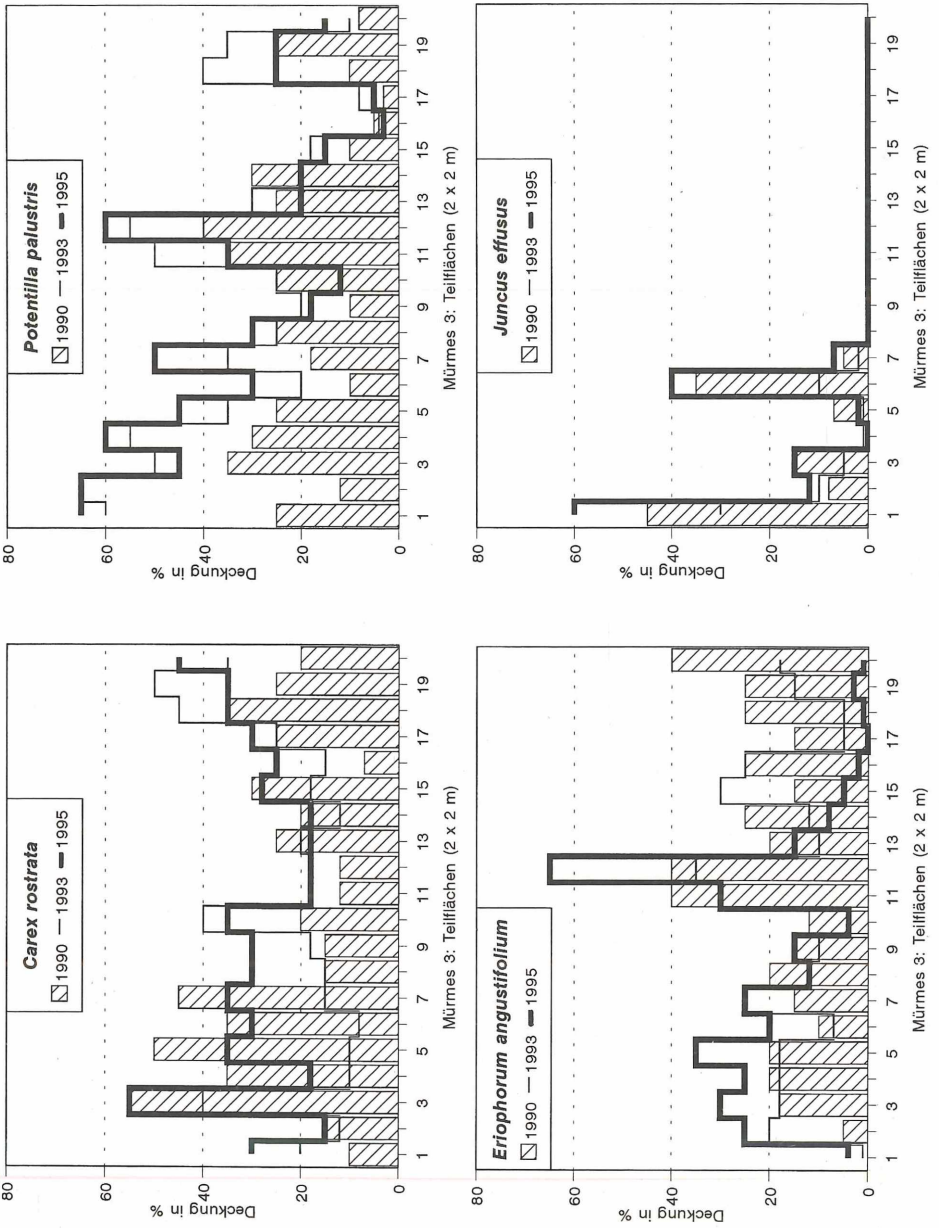 Carex rostrata
1990 — 1993 — 1995
Deckung in %
80
60
40
20
0
1 3 5 7 9 11 13 15 17 19
Mürmes 3: Teilflächen (2 x 2 m)
Potentilla palustris
1990 — 1993 — 1995
Deckung in %
80
60
40
20
0
1 3 5 7 9 11 13 15 17 19
Mürmes 3: Teilflächen (2 x 2 m)
Eriophorum angustifolium
1990 — 1993 — 1995
Deckung in %
80
60
40
20
0
1 3 5 7 9 11 13 15 17 19
Mürmes 3: Teilflächen (2 x 2 m)
Juncus effusus
1990 — 1993 — 1995
Deckung in %
80
60
40
20
0
1 3 5 7 9 11 13 15 17 19
Mürmes 3: Teilflächen (2 x 2 m)